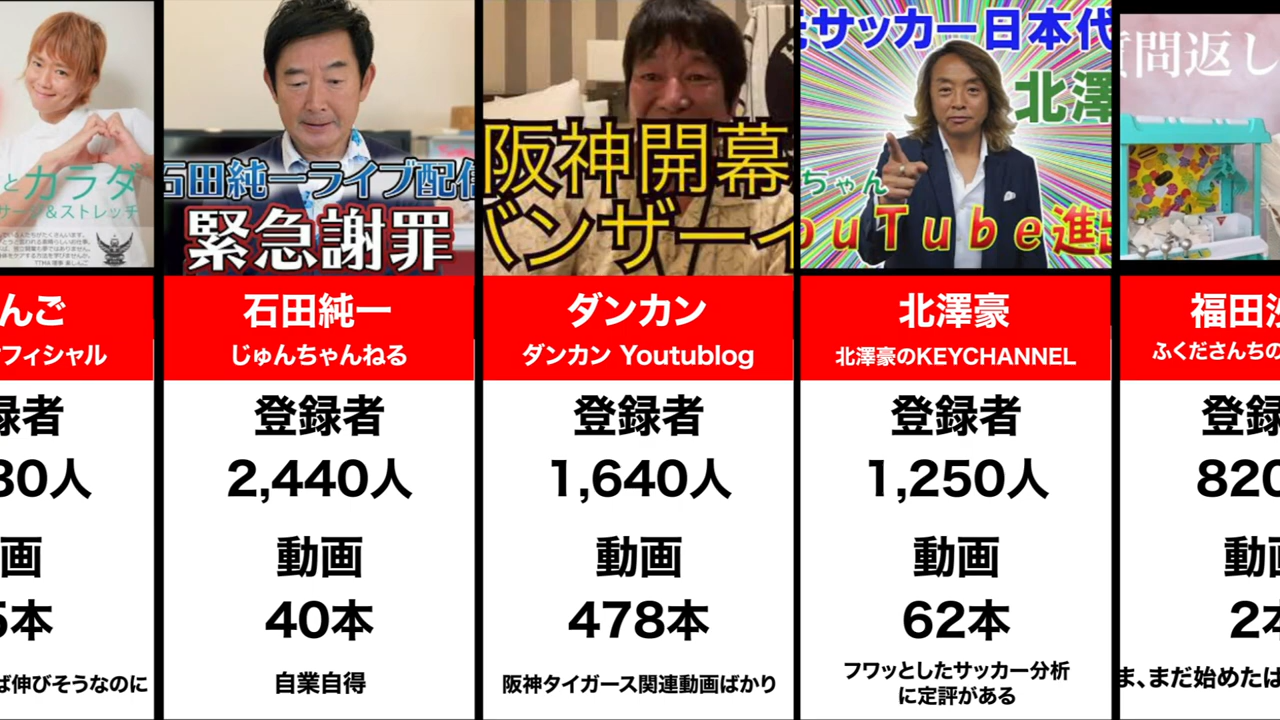 とカラダ
サージ&ストレッチ
んご
フィシャル
録者
30人
画
5本
ば伸びそうなのに
石田純一ライブ配信
緊急謝罪
石田純一
じゅんちゃんねる
登録者
2,440人
動画
40本
自業自得
阪神開幕
バンザーイ
ダンカン
ダンカン Youtublog
登録者
1,640人
動画
478本
阪神タイガース関連動画ばかり
元サッカー日本代
北澤
ちゃん
ouTube進出
北澤豪
北澤豪のKEYCHANNEL
登録者
1,250人
動画
62本
フワッとしたサッカー分析
に定評がある
質問返し
福田
ふくださんちの
登録
820
動画
2本
ま、まだ始めたば